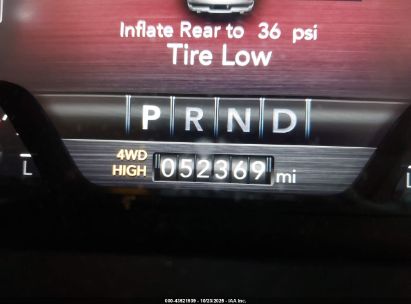 Inflate Rear to 36 psi
Tire Low
P R N D
4WD
HIGH 052369 mi
L L